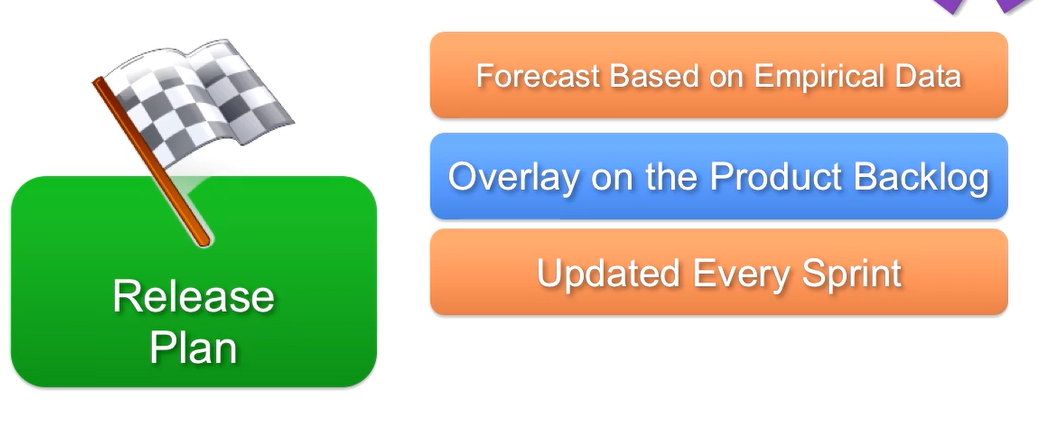 Forecast Based on Empirical Data
Overlay on the Product Backlog
Updated Every Sprint
Release
Plan